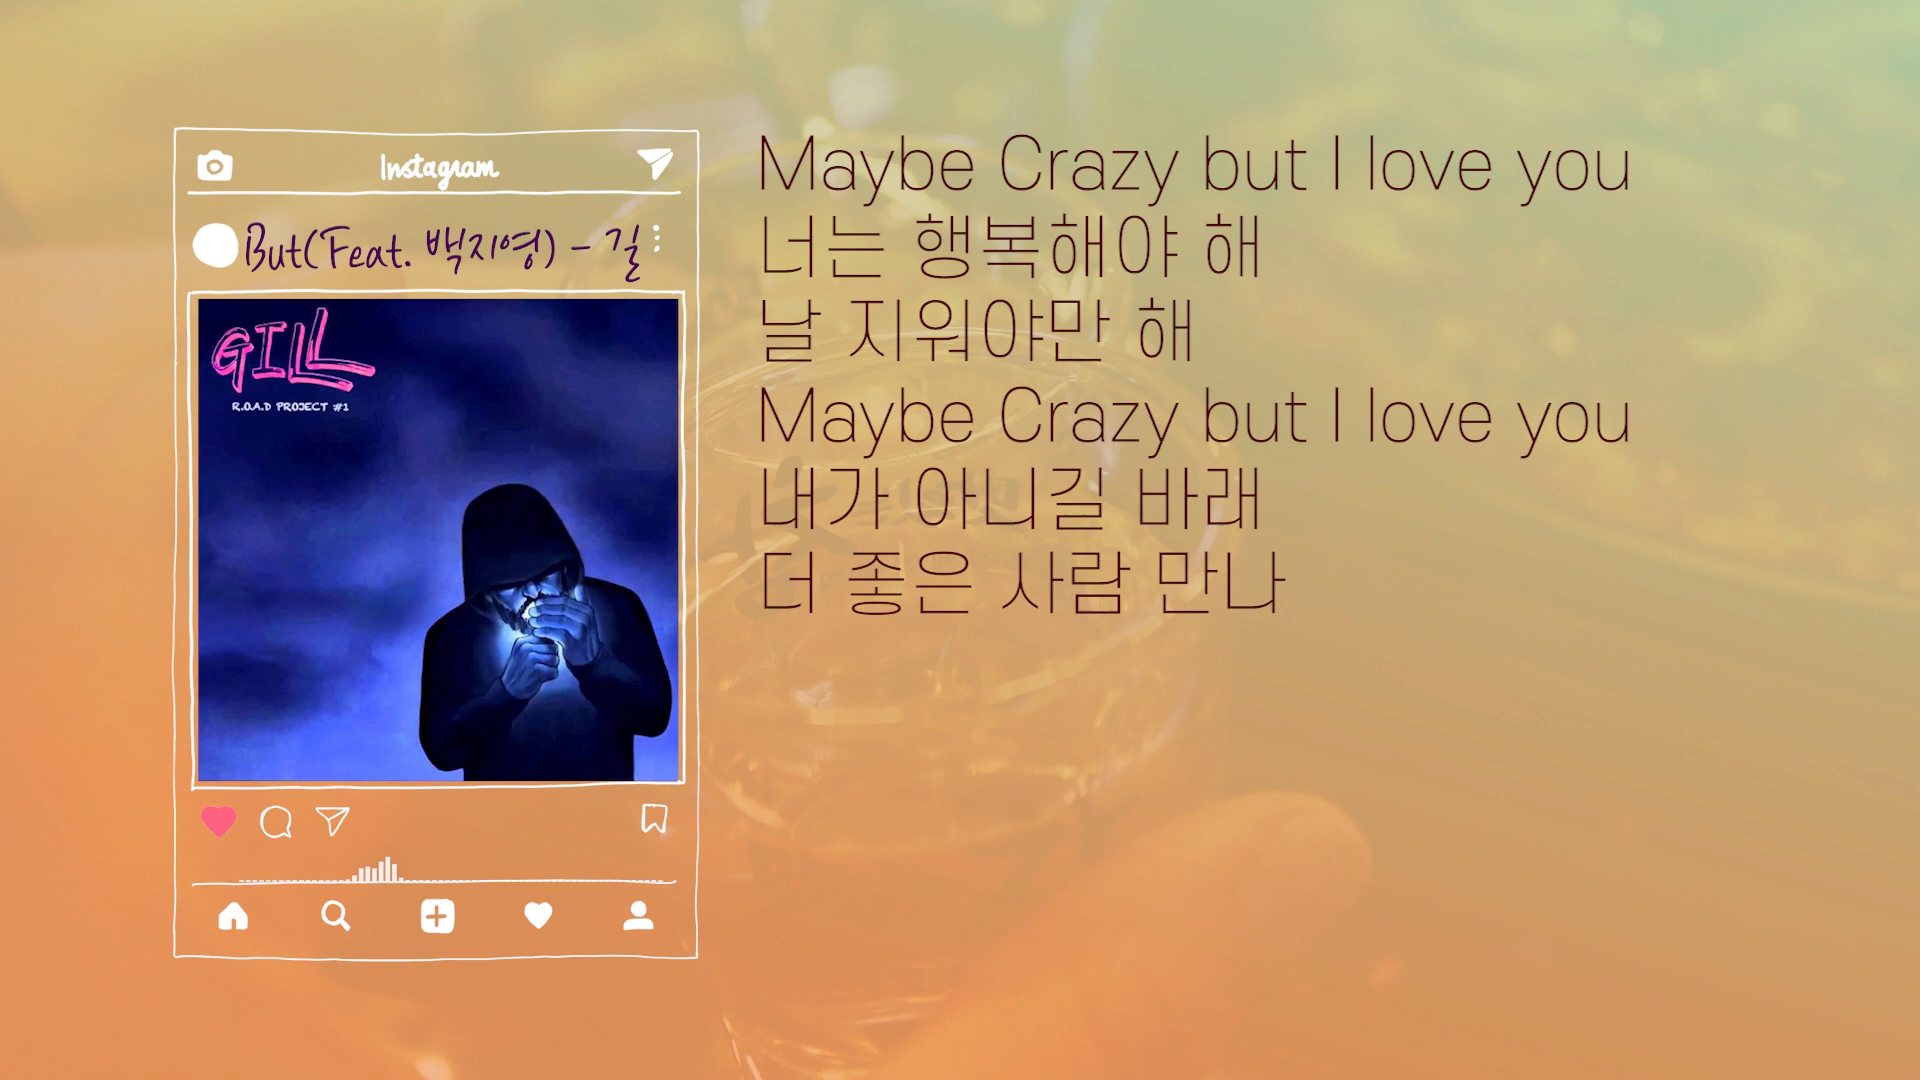 Instagram
But(Feat. 백지영) - 길
GILL
R.O.A.D PROJECT #1
Maybe Crazy but I love you
너는 행복해야 해
날 지워야만 해
Maybe Crazy but I love you
내가 아니길 바래
더 좋은 사람 만나